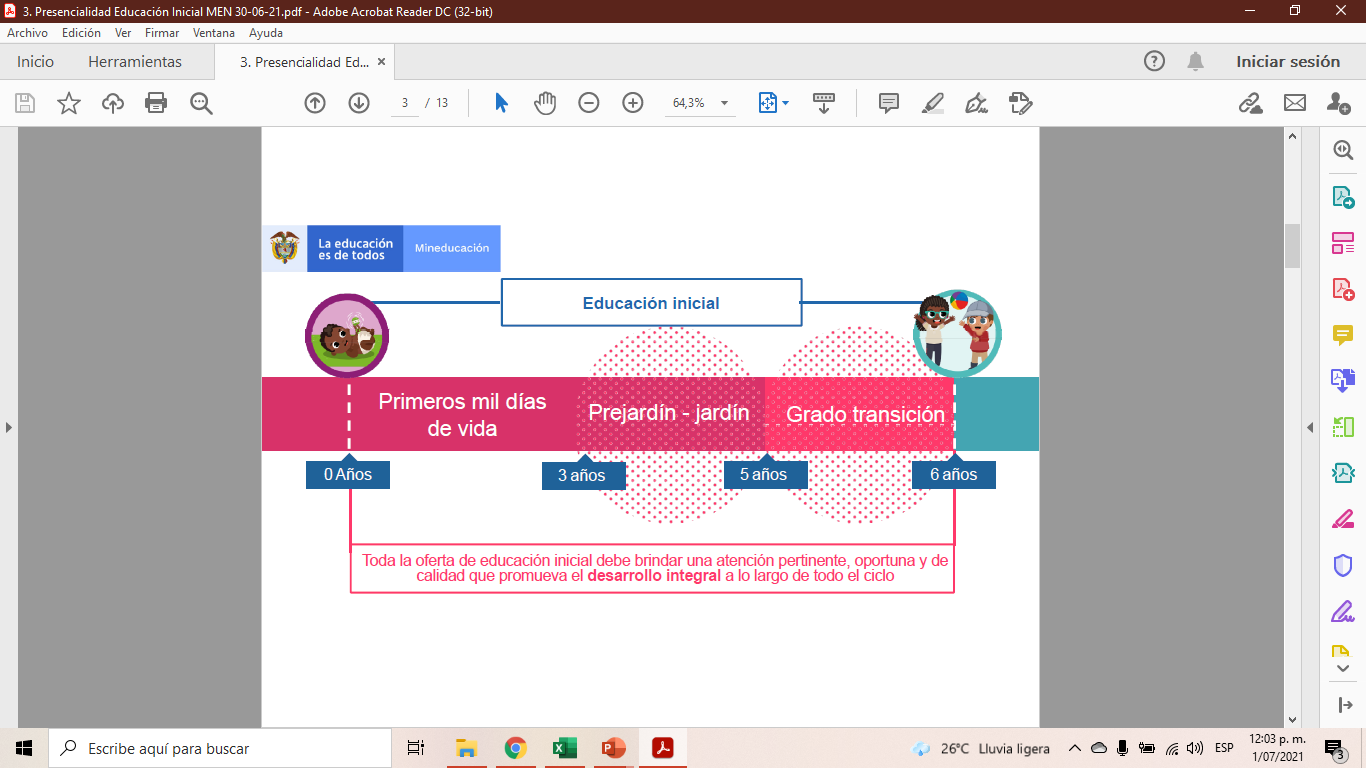 3. Presencialidad Educación Inicial MEN 30-06-21.pdf - Adobe Acrobat Reader DC (32-bit)
Archivo Edición Ver Firmar Ventana Ayuda
Inicio Herramientas 3. Presencialidad Ed... Iniciar sesión
3 / 13 64,3%
La educación
es de todos
Mineducación
Educación inicial
Primeros mil días
de vida
Prejardín - jardín
Grado transición
0 Años
3 años
5 años
6 años
Toda la oferta de educación inicial debe brindar una atención pertinente, oportuna y de
calidad que promueva el desarrollo integral a lo largo de todo el ciclo
Escribe aquí para buscar
26°C Lluvia ligera
ESP
12:03 p. m.
1/07/2021
3